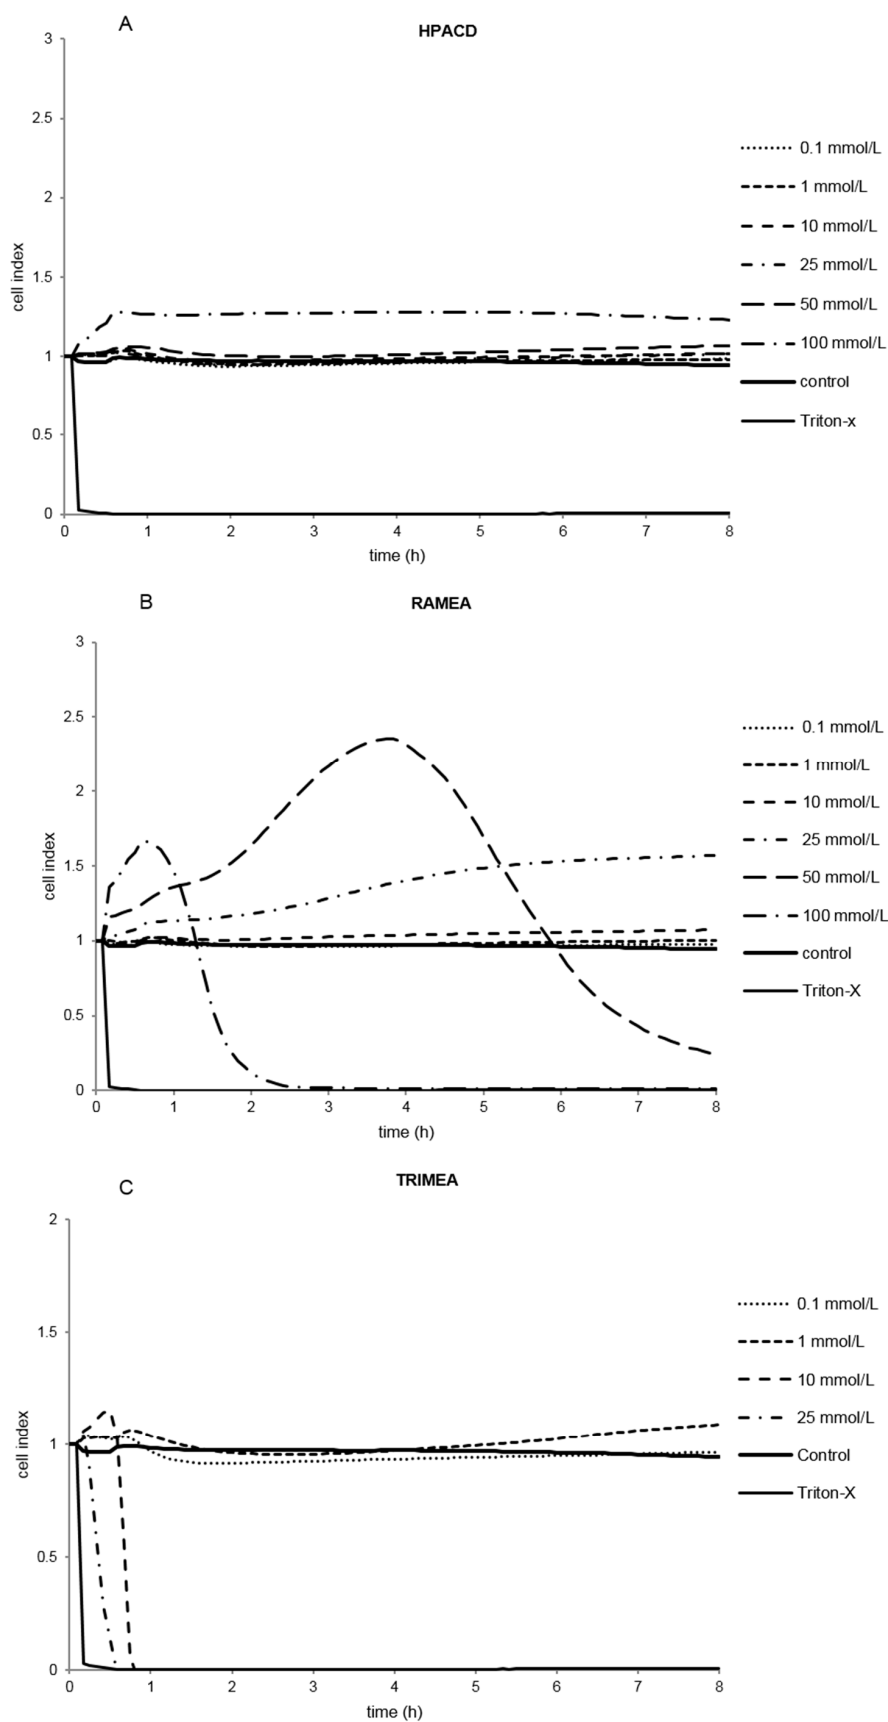 A
HPACD
3
2.5
2
1.5
1
0.5
0
cell index
0 1 2 3 4 5 6 7 8
time (h)
0.1 mmol/L
1 mmol/L
10 mmol/L
25 mmol/L
50 mmol/L
100 mmol/L
control
Triton-x
B
RAMEA
3
2.5
2
1.5
1
0.5
0
cell index
0 1 2 3 4 5 6 7 8
time (h)
0.1 mmol/L
1 mmol/L
10 mmol/L
25 mmol/L
50 mmol/L
100 mmol/L
control
Triton-X
C
TRIMEA
2
1.5
1
0.5
0
cell index
0 1 2 3 4 5 6 7 8
time (h)
0.1 mmol/L
1 mmol/L
10 mmol/L
25 mmol/L
Control
Triton-X